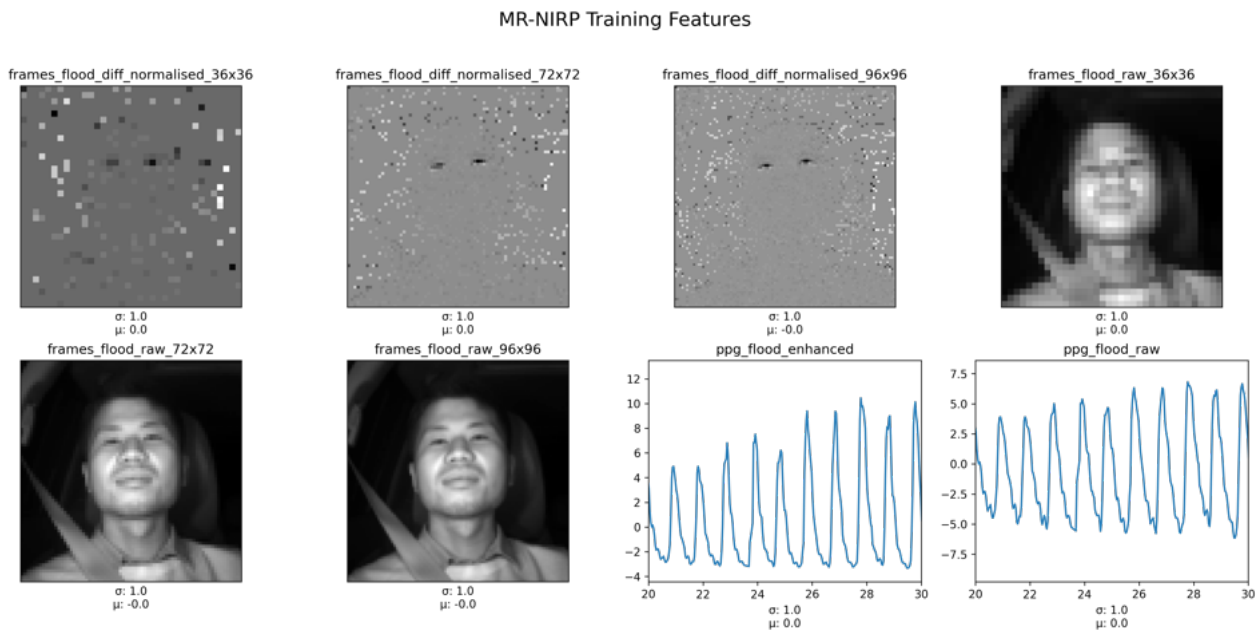 MR-NIRP Training Features
frames_flood_diff_normalised_36x36
frames_flood_diff_normalised_72x72
frames_flood_diff_normalised_96x96
frames_flood_raw_36x36
σ: 1.0
μ: 0.0
σ: 1.0
μ: 0.0
σ: 1.0
μ: -0.0
σ: 1.0
μ: 0.0
frames_flood_raw_72x72
frames_flood_raw_96x96
ppg_flood_enhanced
ppg_flood_raw
σ: 1.0
μ: -0.0
σ: 1.0
μ: -0.0
12
10
8
6
4
2
0
−2
−4
20
22
24
26
28
30
σ: 1.0
μ: 0.0
7.5
5.0
2.5
0.0
−2.5
−5.0
−7.5
20
22
24
26
28
30
σ: 1.0
μ: 0.0